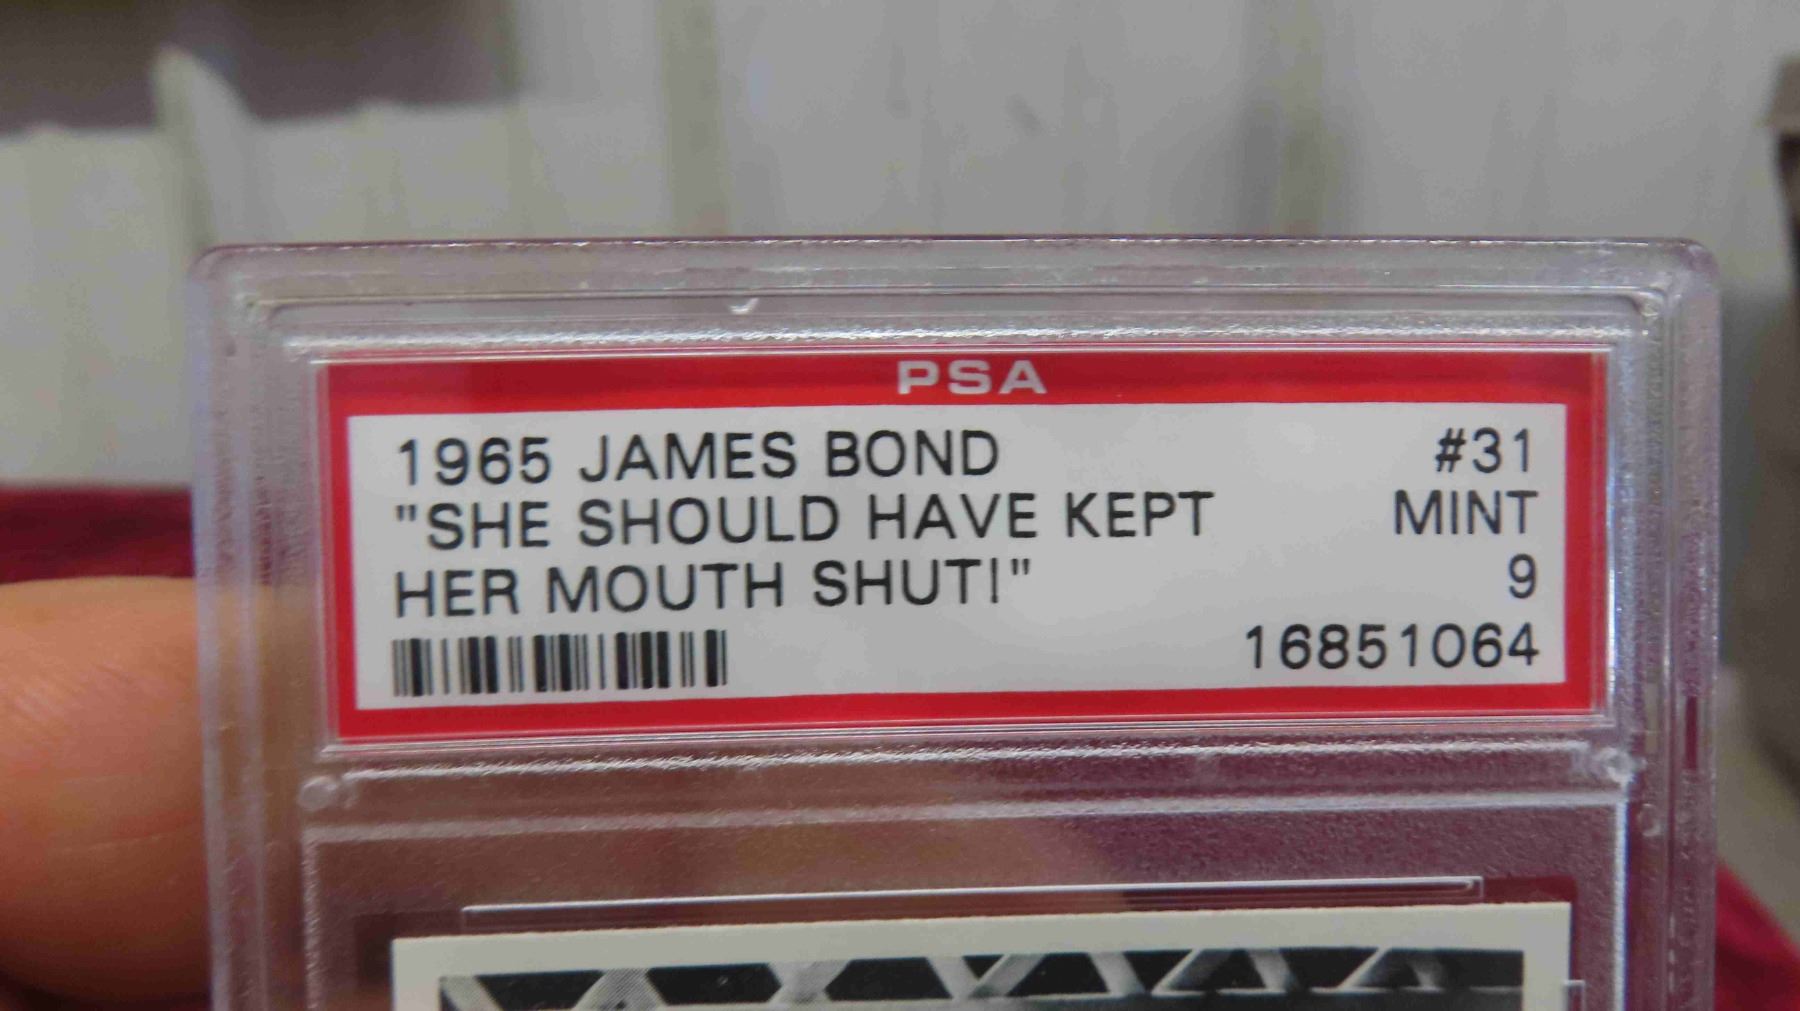 PSA
1965 JAMES BOND #31
"SHE SHOULD HAVE KEPT MINT
HER MOUTH SHUT!" 9
16851064